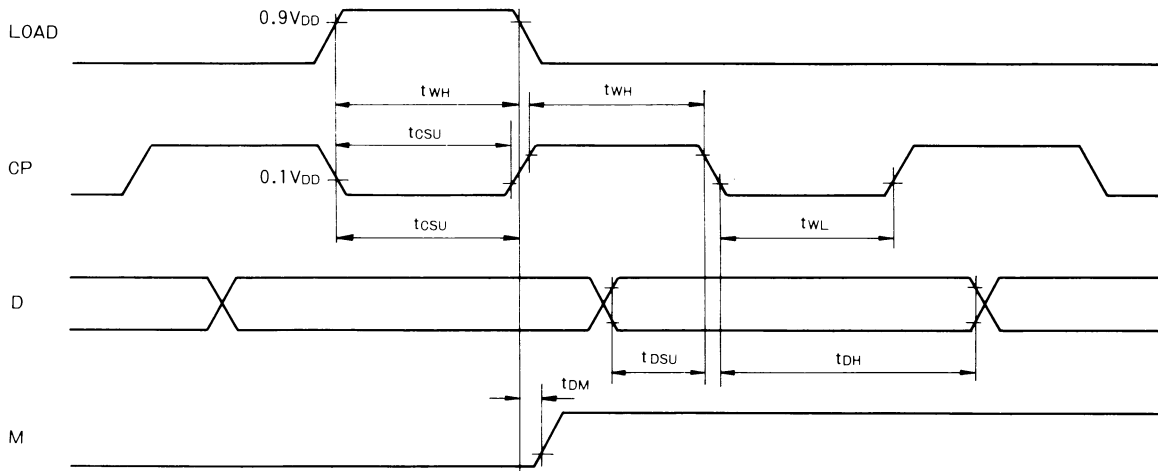 LOAD
0.9VDD
tWH
tWH
tCSU
CP
0.1VDD
tCSU
tWL
D
tDSU
tDH
tDM
M